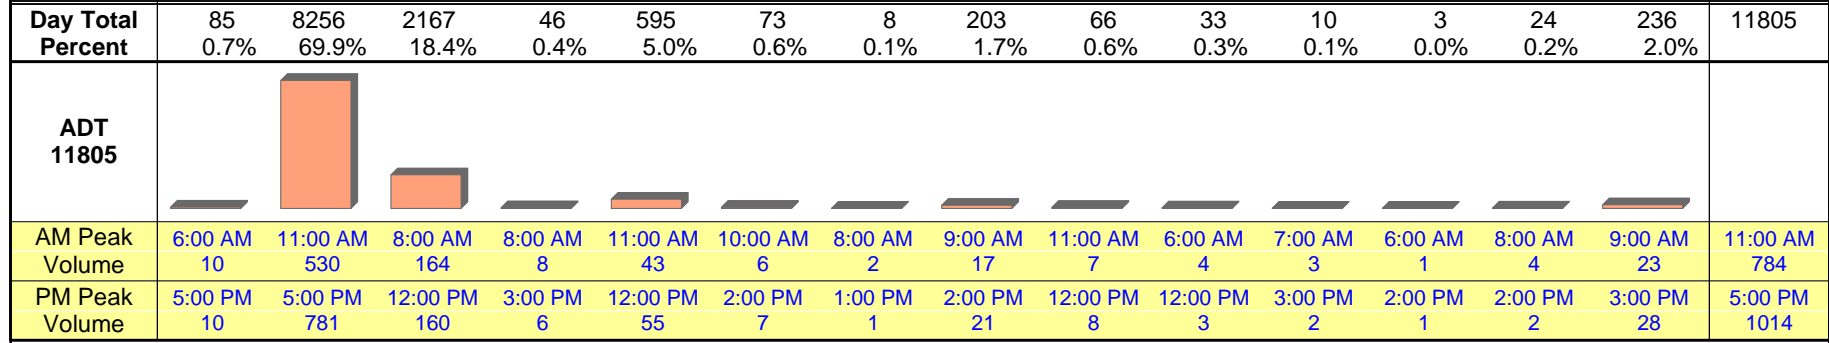 Day Total 85 8256 2167 46 595 73 8 203 66 33 10 3 24 236 11805
Percent 0.7% 69.9% 18.4% 0.4% 5.0% 0.6% 0.1% 1.7% 0.6% 0.3% 0.1% 0.0% 0.2% 2.0%
ADT
11805
AM Peak 6:00 AM 11:00 AM 8:00 AM 8:00 AM 11:00 AM 10:00 AM 8:00 AM 9:00 AM 11:00 AM 6:00 AM 7:00 AM 6:00 AM 8:00 AM 9:00 AM 11:00 AM
Volume 10 530 164 8 43 6 2 17 7 4 3 1 4 23 784
PM Peak 5:00 PM 5:00 PM 12:00 PM 3:00 PM 12:00 PM 2:00 PM 1:00 PM 2:00 PM 12:00 PM 12:00 PM 3:00 PM 2:00 PM 2:00 PM 3:00 PM 5:00 PM
Volume 10 781 160 6 55 7 1 21 8 3 2 1 2 28 1014